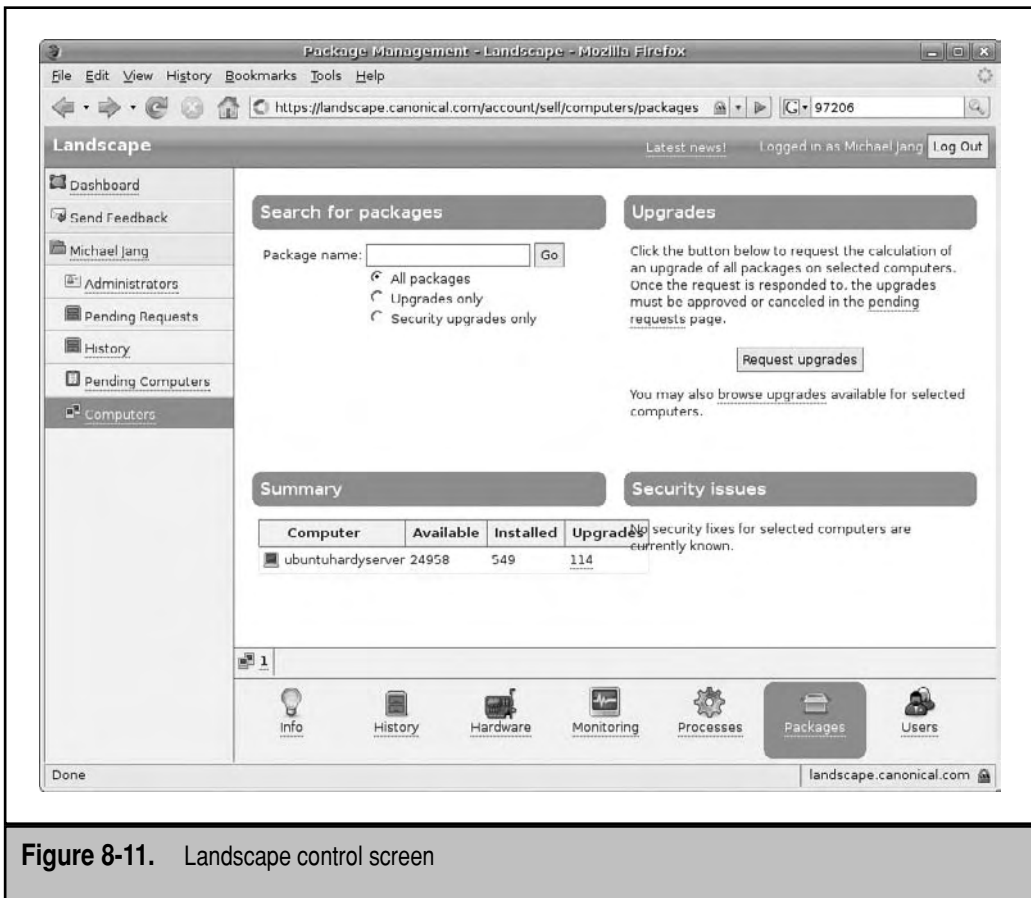 Package Management - Landscape - Mozilla Firefox
File Edit View History Bookmarks Tools Help
https://landscape.canonical.com/account/sell/computers/packages
G 97206
Landscape
Latest news!
Logged in as Michael Jang
Log Out
Dashboard
Send Feedback
Michael Jang
Administrators
Pending Requests
History
Pending Computers
Computers
Search for packages
Package name:
Go
All packages
Upgrades only
Security upgrades only
Upgrades
Click the button below to request the calculation of
an upgrade of all packages on selected computers.
Once the request is responded to, the upgrades
must be approved or canceled in the pending
requests page.
Request upgrades
You may also browse upgrades available for selected
computers.
Summary
Computer Available Installed Upgrades
ubuntuhardyserver 24958 549 114
Security issues
No security fixes for selected computers are
currently known.
1
Info
History
Hardware
Monitoring
Processes
Packages
Users
Done
landscape.canonical.com
Figure 8-11. Landscape control screen